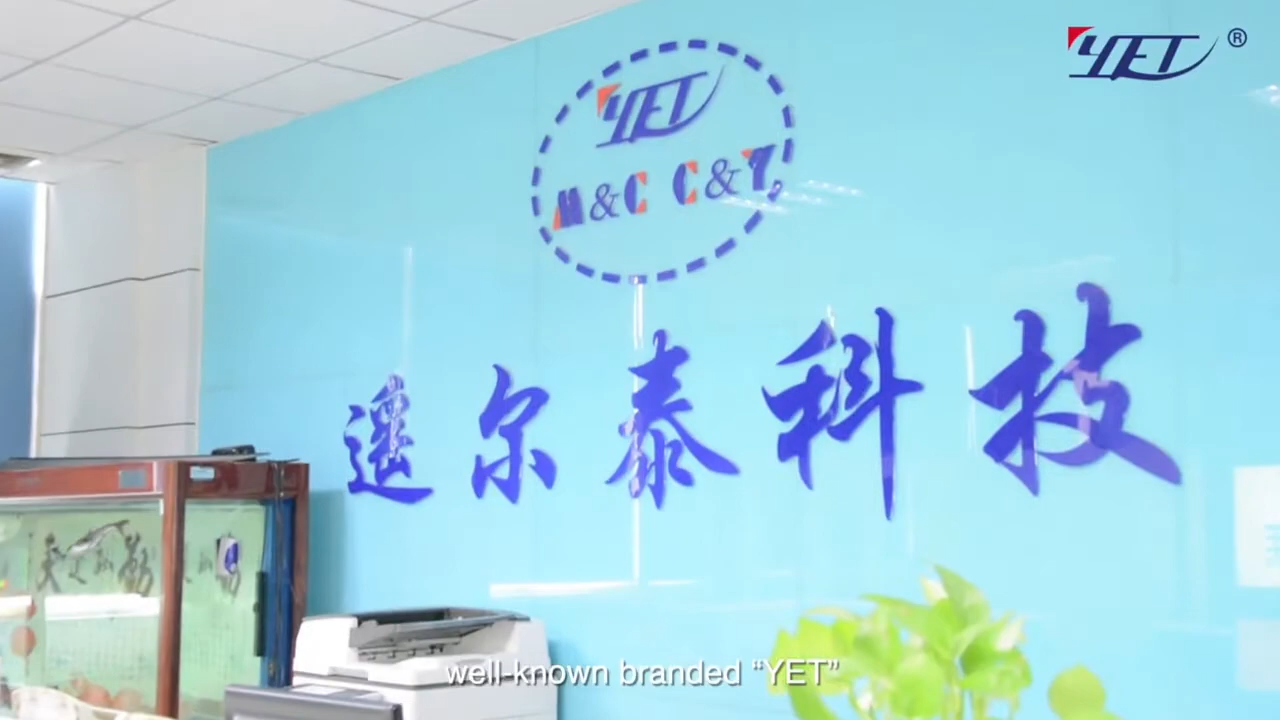 YET ®
YET
M&C C&Y
遥尔泰科技
well-known branded “YET”